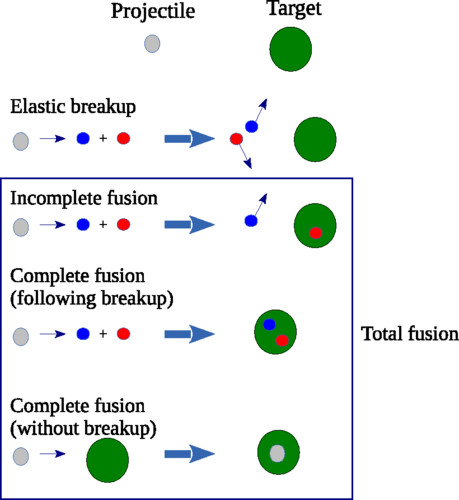 Projectile
Target
Elastic breakup
+
Incomplete fusion
+
Complete fusion
(following breakup)
+
Total fusion
Complete fusion
(without breakup)